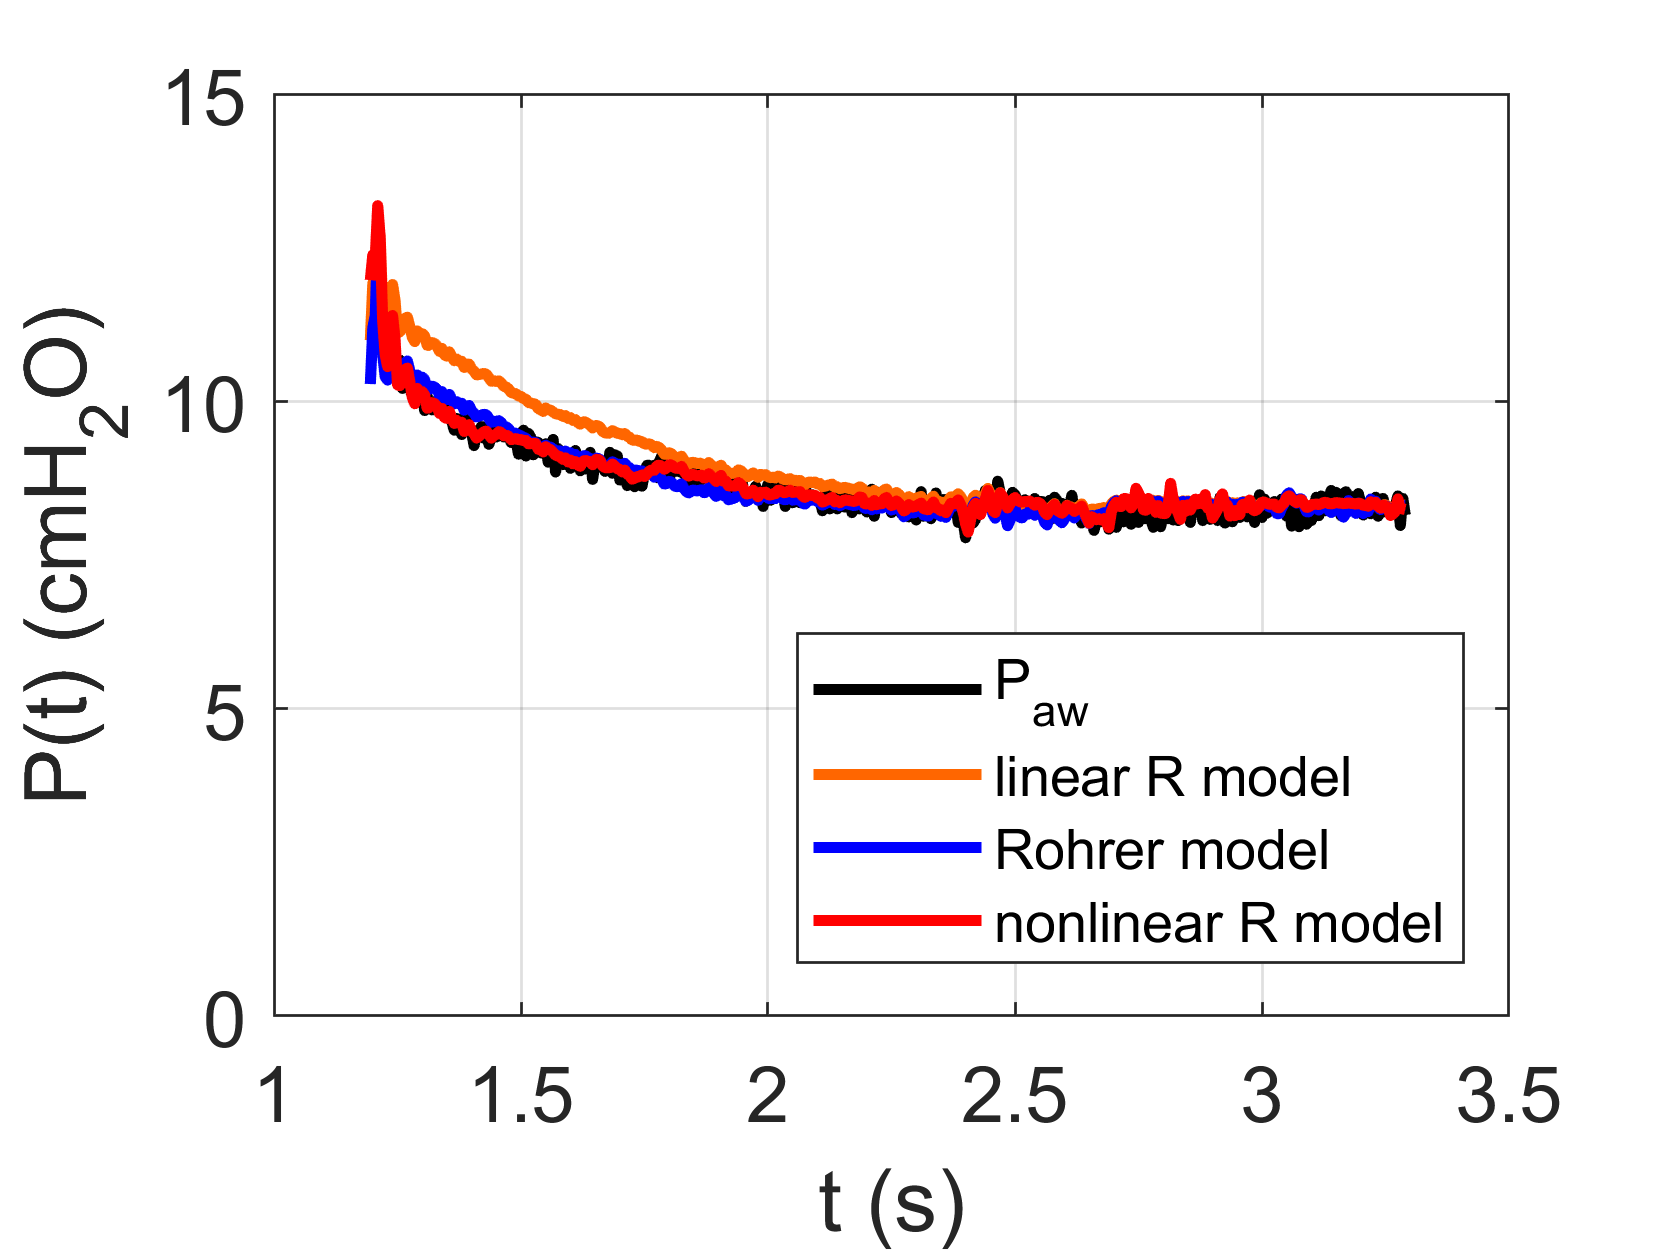 15
10
5
0
P(t) (cmH2O)
Paw
linear R model
Rohrer model
nonlinear R model
1 1.5 2 2.5 3 3.5
t (s)